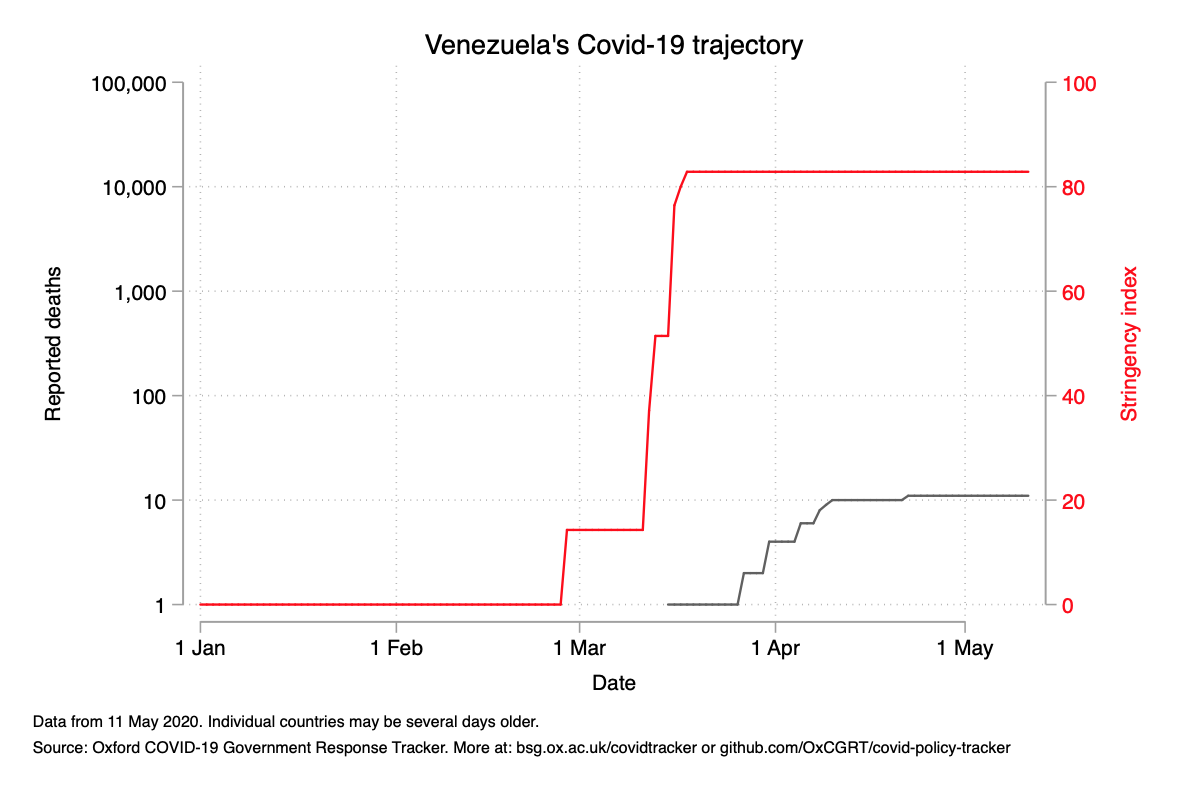 Venezuela's Covid-19 trajectory
100,000
10,000
1,000
100
10
1
Reported deaths
100
80
60
40
20
0
Stringency index
1 Jan
1 Feb
1 Mar
1 Apr
1 May
Date
Data from 11 May 2020. Individual countries may be several days older.
Source: Oxford COVID-19 Government Response Tracker. More at: bsg.ox.ac.uk/covidtracker or github.com/OxCGRT/covid-policy-tracker